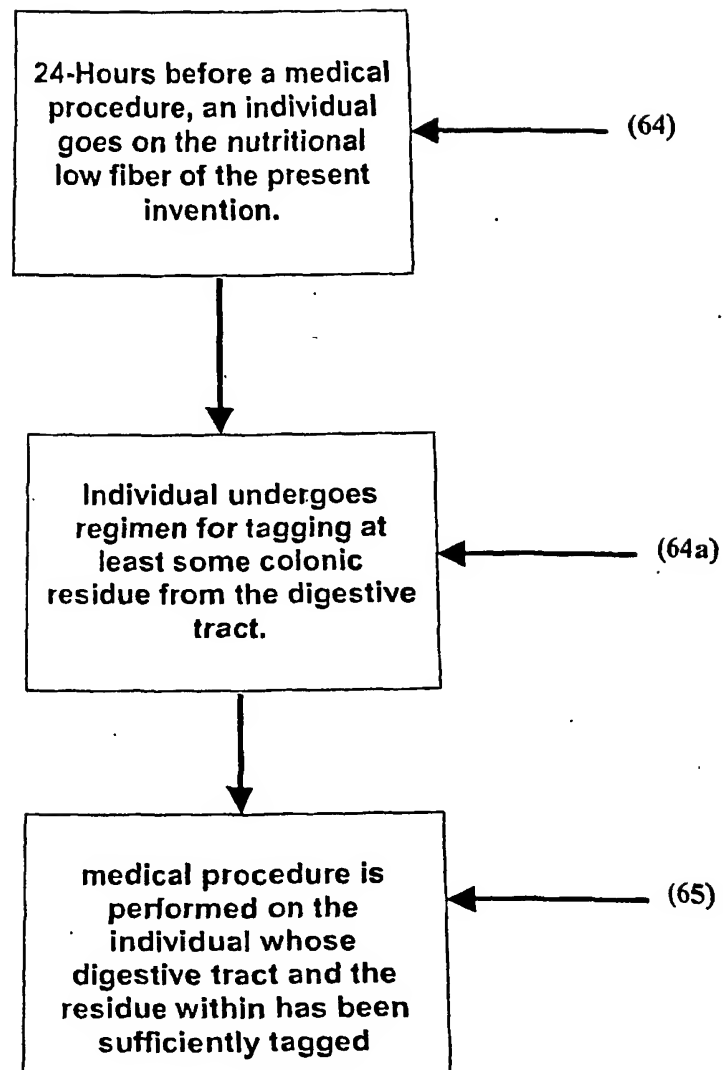 24-Hours before a medical
procedure, an individual
goes on the nutritional
low fiber of the present
invention.
(64)
Individual undergoes
regimen for tagging at
least some colonic
residue from the digestive
tract.
(64a)
medical procedure is
performed on the
individual whose
digestive tract and the
residue within has been
sufficiently tagged
(65)